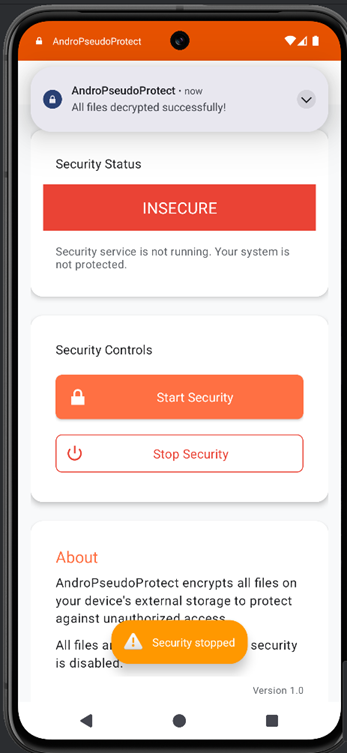 AndroPseudoProtect
AndroPseudoProtect • now
All files decrypted successfully!
Security Status
INSECURE
Security service is not running. Your system is
not protected.
Security Controls
Start Security
Stop Security
About
AndroPseudoProtect encrypts all files on
your device's external storage to protect
against unauthorized access.
All files security
is disabled.
Security stopped
Version 1.0